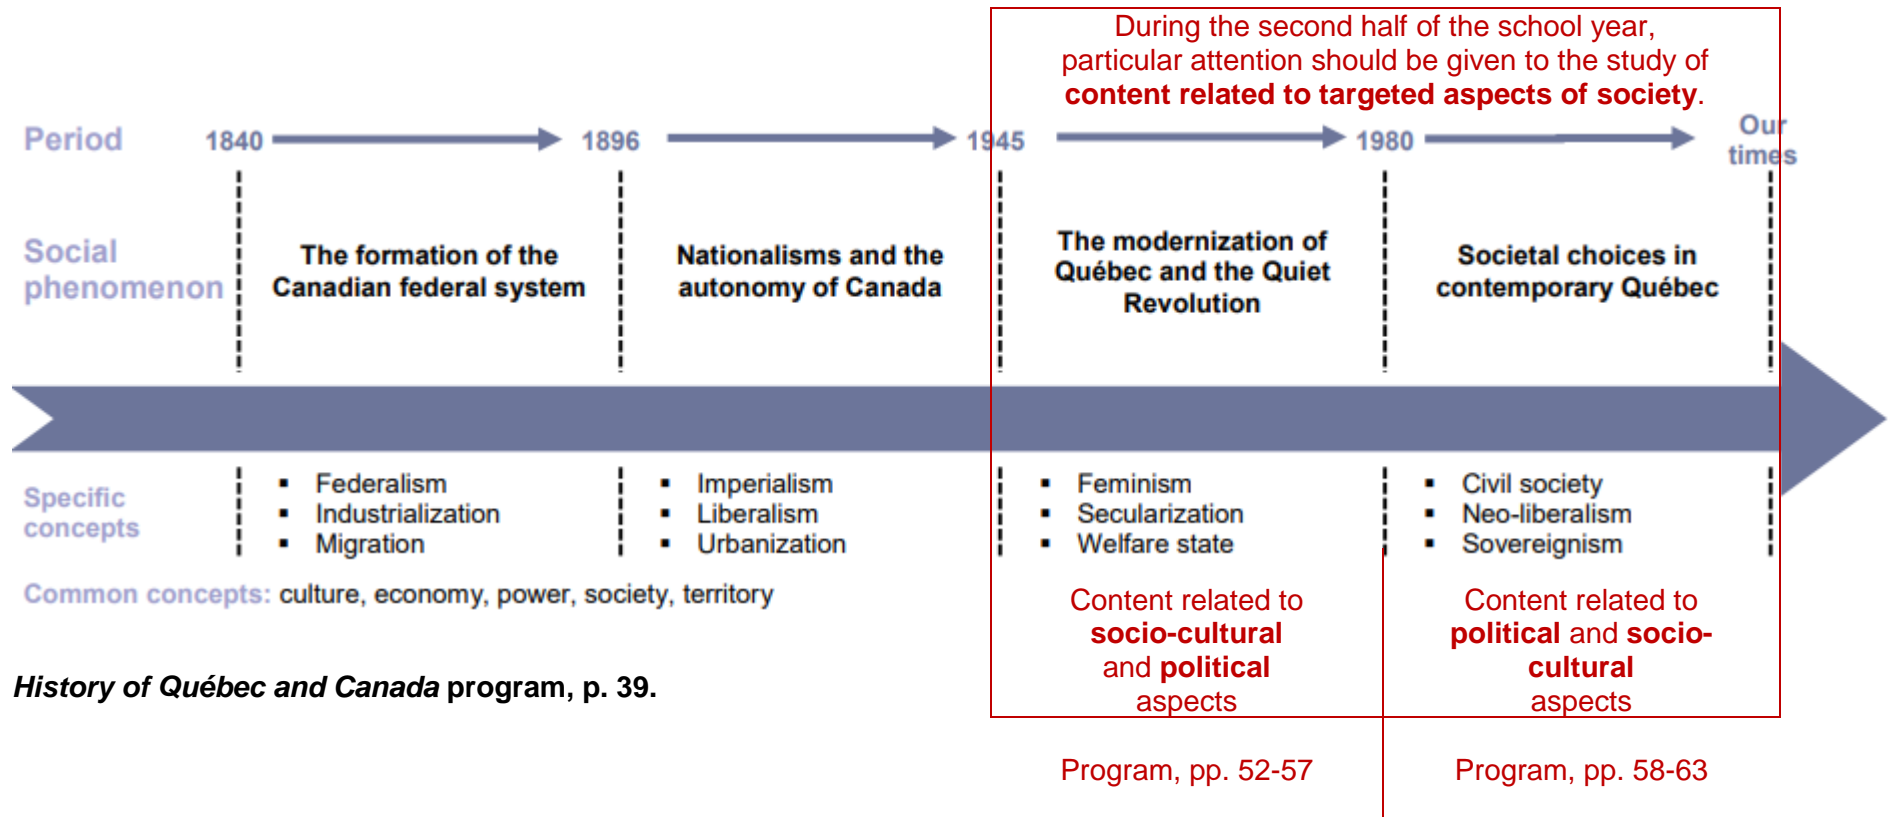 During the second half of the school year,
particular attention should be given to the study of
content related to targeted aspects of society.
Period
1840
1896
1945
1980
Our
times
Social
phenomenon
The formation of the
Canadian federal system
Nationalisms and the
autonomy of Canada
The modernization of
Québec and the Quiet
Revolution
Societal choices in
contemporary Québec
Specific
concepts
▪ Federalism
▪ Industrialization
▪ Migration
▪ Imperialism
▪ Liberalism
▪ Urbanization
▪ Feminism
▪ Secularization
▪ Welfare state
▪ Civil society
▪ Neo-liberalism
▪ Sovereignism
Common concepts: culture, economy, power, society, territory
Content related to
socio-cultural
and political
aspects
Content related to
political and socio-
cultural
aspects
History of Québec and Canada program, p. 39.
Program, pp. 52-57
Program, pp. 58-63